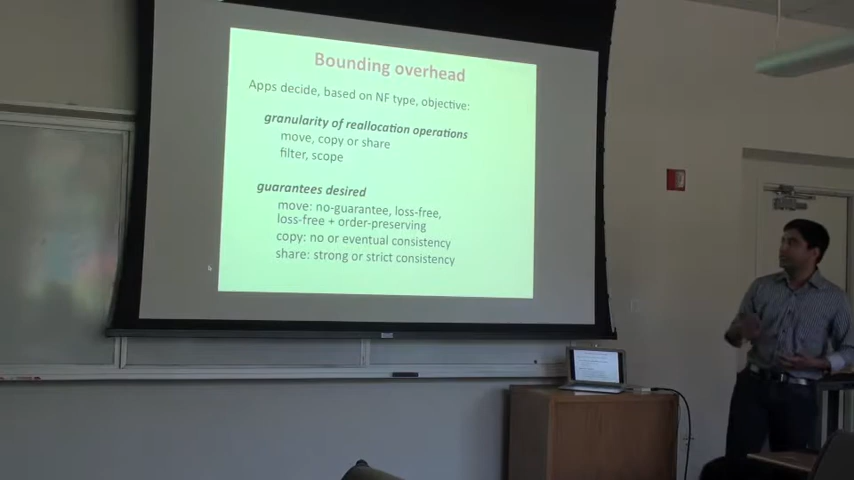 Bounding overhead
Apps decide, based on NF type, objective:
granularity of reallocation operations
move, copy or share
filter, scope
guarantees desired
move: no-guarantee, loss-free,
loss-free + order-preserving
copy: no or eventual consistency
share: strong or strict consistency